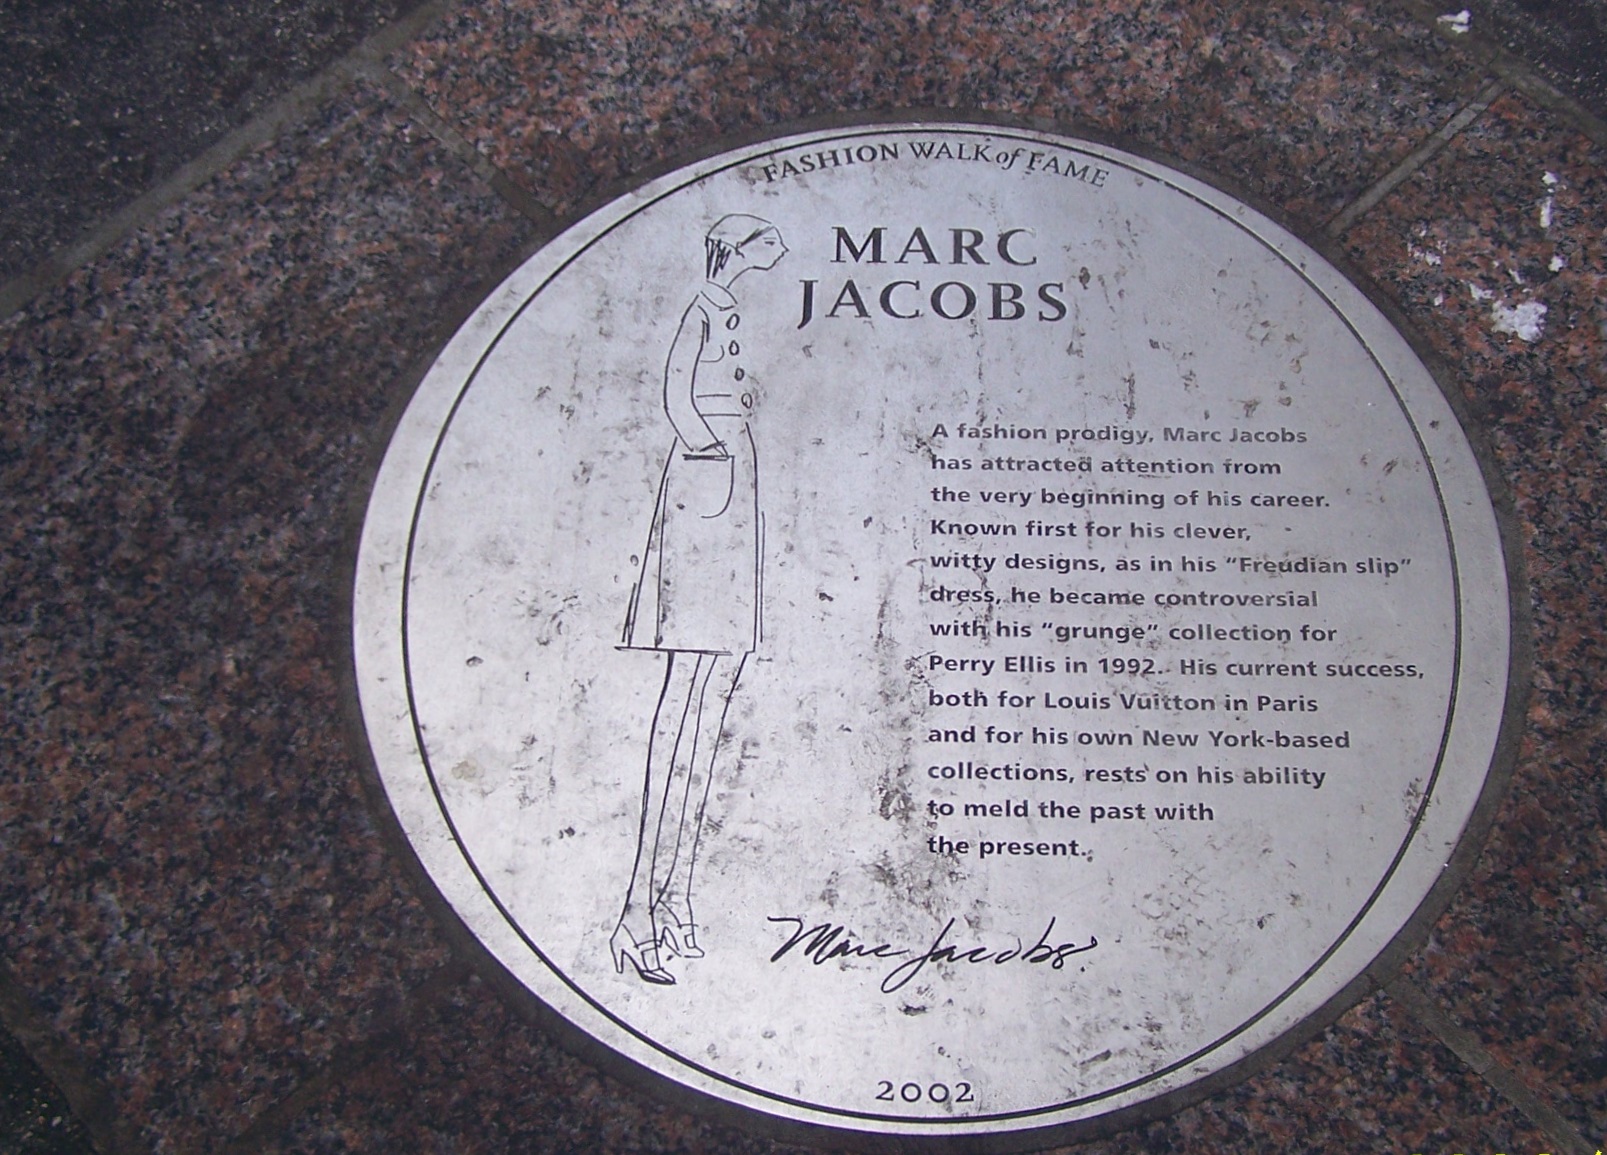 FASHION WALK of FAME
MARC
JACOBS
A fashion prodigy, Marc Jacobs
has attracted attention from
the very beginning of his career.
Known first for his clever,
witty designs, as in his “Freudian slip”
dress, he became controversial
with his “grunge” collection for
Perry Ellis in 1992. His current success,
both for Louis Vuitton in Paris
and for his own New York-based
collections, rests on his ability
to meld the past with
the present.
Marc Jacobs
2002